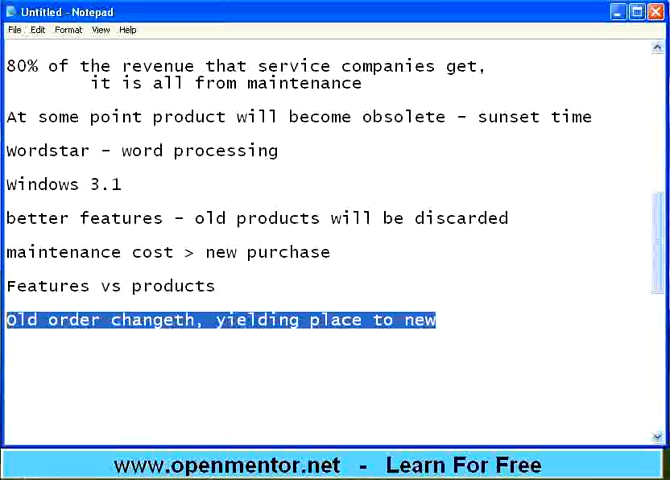 Untitled - Notepad
File Edit Format View Help
80% of the revenue that service companies get,
it is all from maintenance
At some point product will become obsolete - sunset time
Wordstar - word processing
Windows 3.1
better features - old products will be discarded
maintenance cost > new purchase
Features vs products
Old order changeth, yielding place to new
www.openmentor.net - Learn For Free